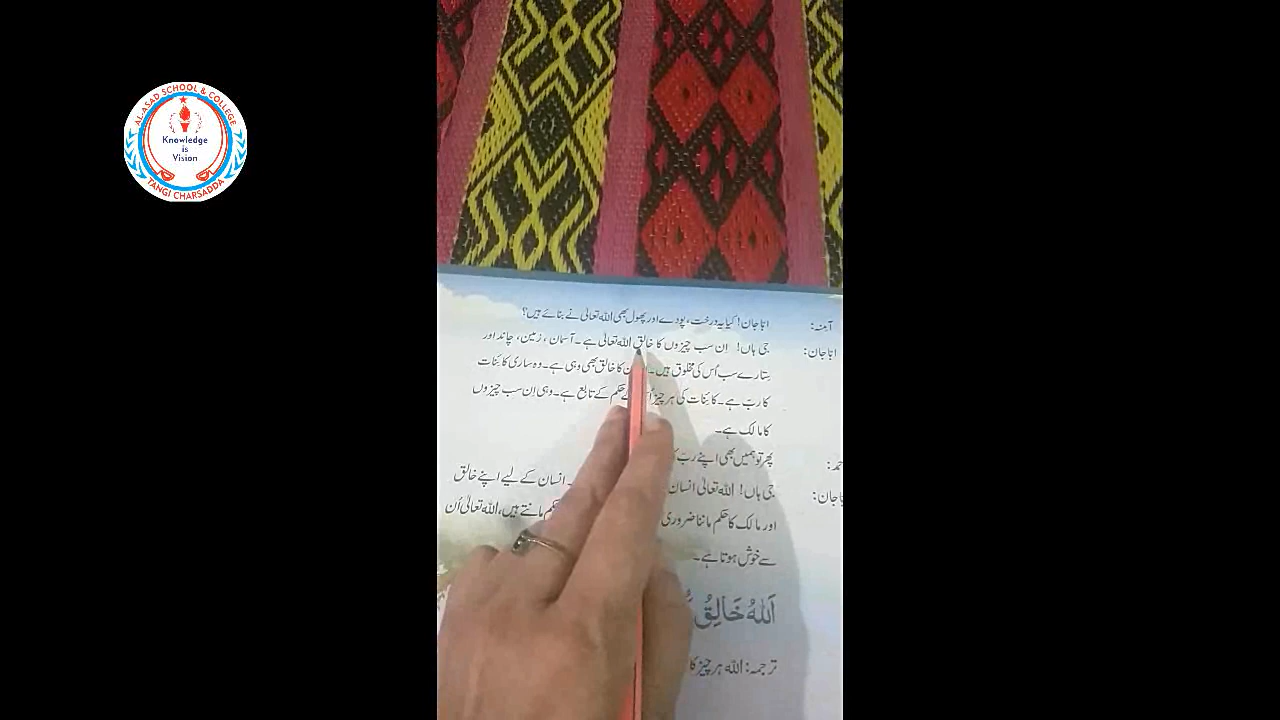 AL-ASAD SCHOOL & COLLEGE
Knowledge
is
Vision
TANGI CHARSADDA
آمنہ: ابّا جان! کیا یہ درخت، پودے اور پھول بھی اللہ تعالیٰ نے بنائے ہیں؟
ابّا جان: جی ہاں! اِن سب چیزوں کا خالق اللہ تعالیٰ ہے۔ آسمان، زمین، چاند اور
ستارے سب اُس کی مخلوق ہیں۔ کا خالق بھی وہی ہے۔ وہ ساری کائنات
کا ربّ ہے۔ کائنات کی ہر چیز کے حکم کے تابع ہے۔ وہی اِن سب چیزوں
کا مالک ہے۔
پھر تو ہمیں بھی اپنے ربّ
جان: جی ہاں! اللہ تعالیٰ انسان ۔ انسان کے لیے اپنے خالق
اور مالک کا حکم ماننا ضروری حکم مانتے ہیں، اللہ تعالیٰ اُن
سے خوش ہوتا ہے۔
اَللّٰهُ خَالِقُ
ترجمہ: اللہ ہر چیز کا